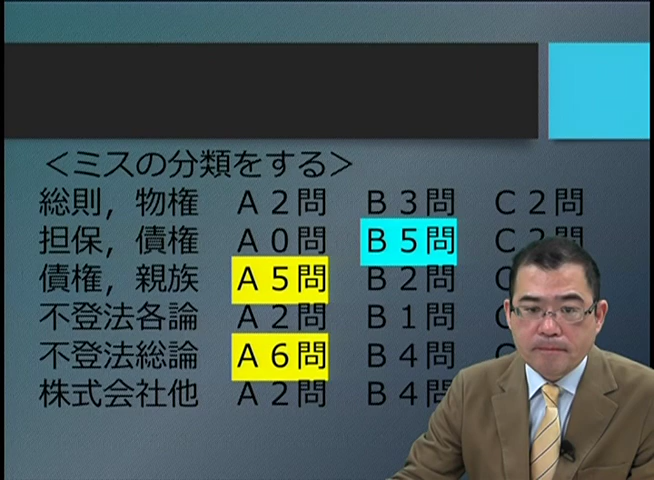 ＜ミスの分類をする＞
総則，物権　Ａ２問　Ｂ３問　Ｃ２問
担保，債権　Ａ０問　Ｂ５問　Ｃ２問
債権，親族　Ａ５問　Ｂ２問
不登法各論　Ａ２問　Ｂ１問
不登法総論　Ａ６問　Ｂ４問
株式会社他　Ａ２問　Ｂ４問